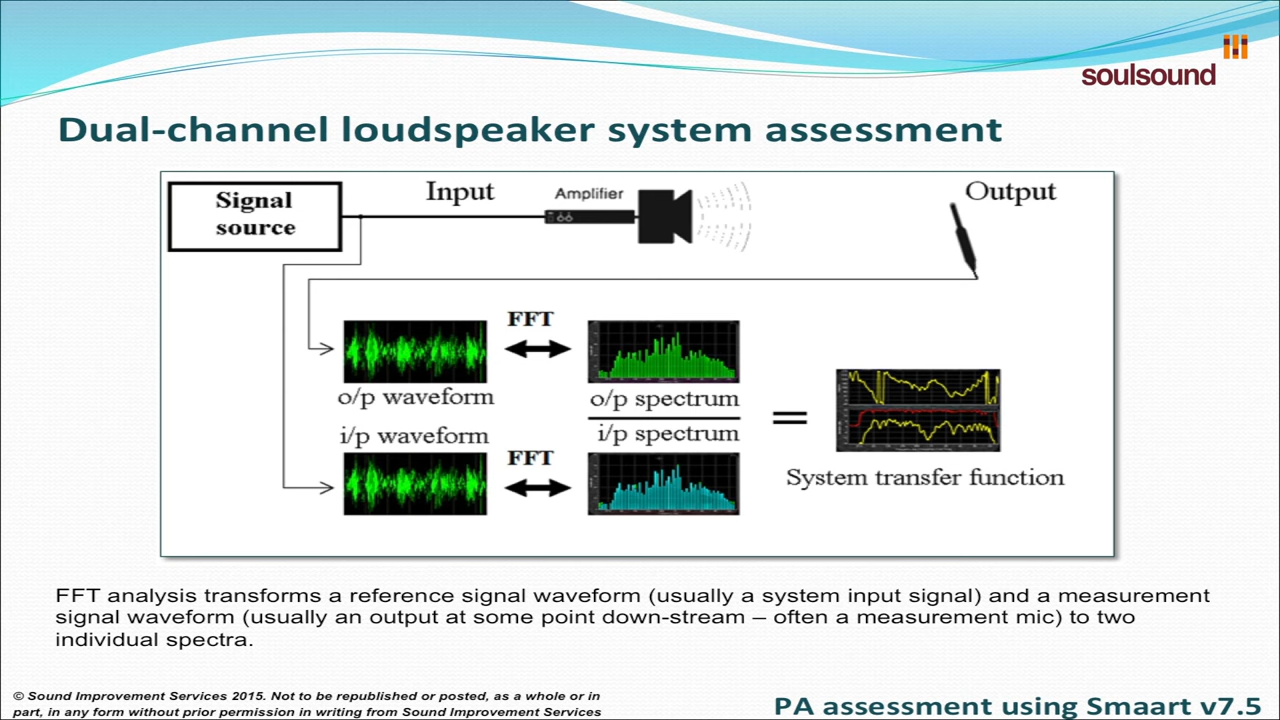 soulsound
Dual-channel loudspeaker system assessment
Signal
source
Input
Amplifier
Output
FFT
o/p waveform
o/p spectrum
i/p waveform
i/p spectrum
=
FFT
System transfer function
FFT analysis transforms a reference signal waveform (usually a system input signal) and a measurement
signal waveform (usually an output at some point down-stream – often a measurement mic) to two
individual spectra.
© Sound Improvement Services 2015. Not to be republished or posted, as a whole or in
part, in any form without prior permission in writing from Sound Improvement Services
PA assessment using Smaart v7.5